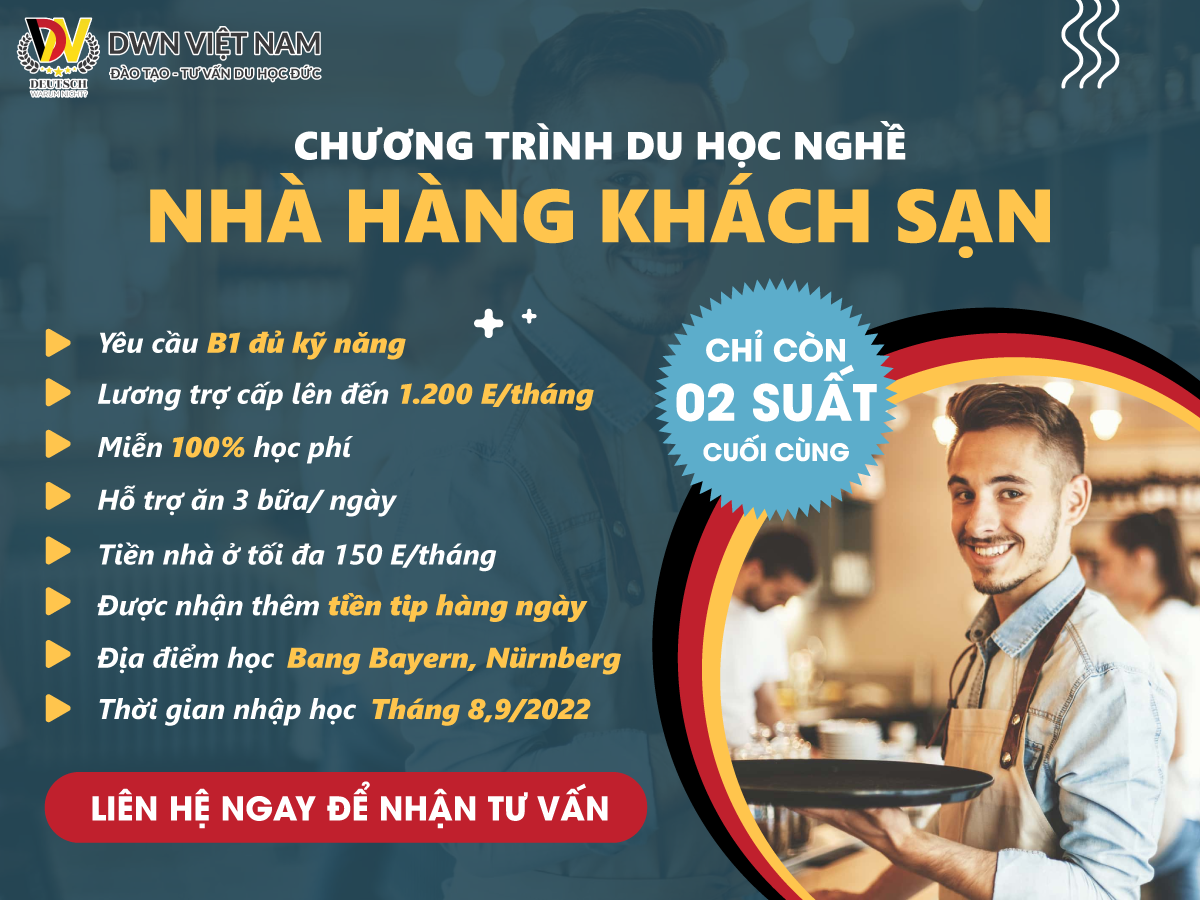 DWN VIỆT NAM
ĐÀO TẠO - TƯ VẤN DU HỌC ĐỨC
DV
DEUTSCH
WARUM NICHT?
CHƯƠNG TRÌNH DU HỌC NGHỀ
NHÀ HÀNG KHÁCH SẠN
Yêu cầu B1 đủ kỹ năng
Lương trợ cấp lên đến 1.200 E/tháng
Miễn 100% học phí
Hỗ trợ ăn 3 bữa/ ngày
Tiền nhà ở tối đa 150 E/tháng
Được nhận thêm tiền tip hàng ngày
Địa điểm học Bang Bayern, Nürnberg
Thời gian nhập học Tháng 8,9/2022
CHỈ CÒN
02 SUẤT
CUỐI CÙNG
LIÊN HỆ NGAY ĐỂ NHẬN TƯ VẤN